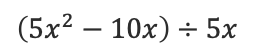 (5x² − 10x) ÷ 5x